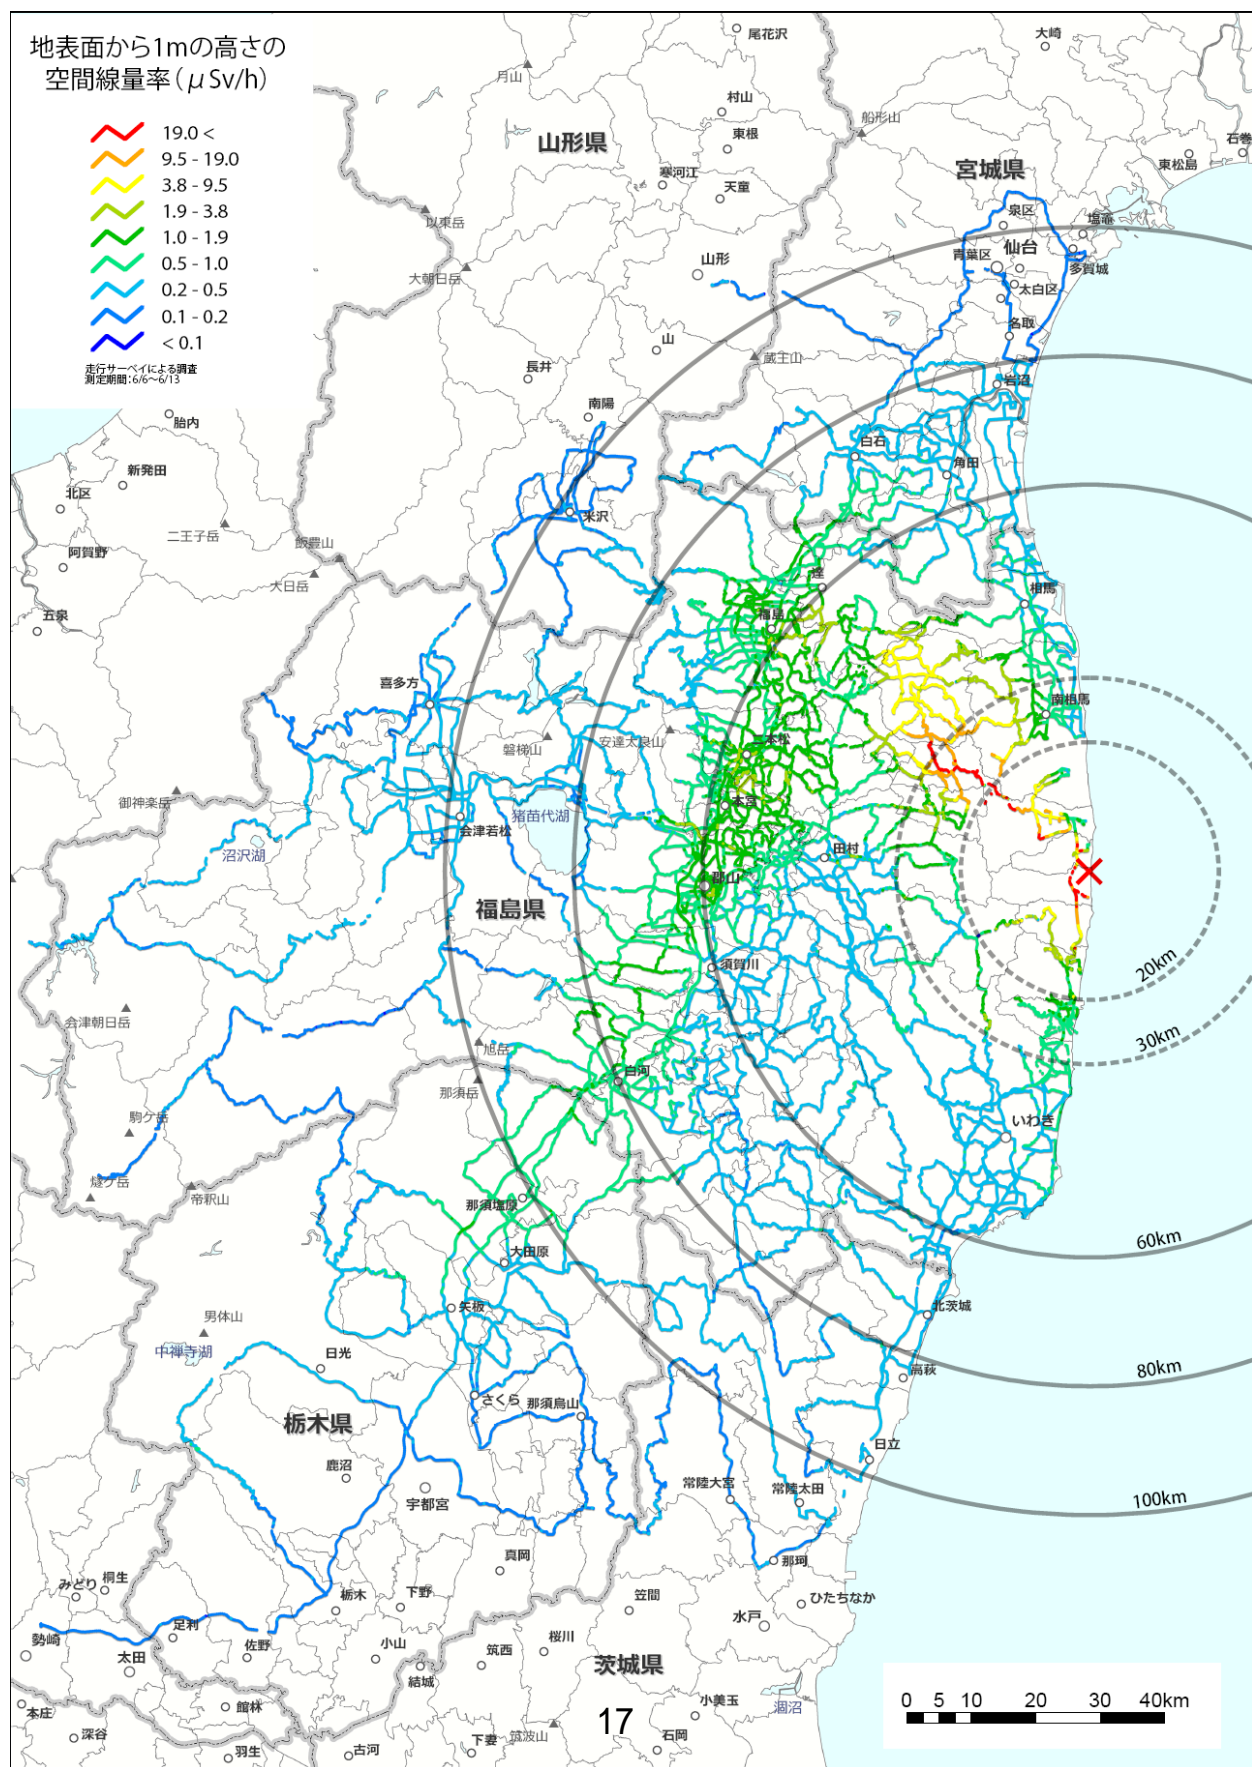 地表面から1mの高さの
空間線量率(μSv/h)
19.0 <
9.5 - 19.0
3.8 - 9.5
1.9 - 3.8
1.0 - 1.9
0.5 - 1.0
0.2 - 0.5
0.1 - 0.2
< 0.1
走行サーベイによる調査
測定期間:6/6~6/13
尾花沢
大崎
月山
村山
船形山
東根
山形県
石巻
東松島
宮城県
寒河江
天童
泉区
塩竈
以東岳
仙台
青葉区
山形
多賀城
大朝日岳
太白区
名取
山
蔵王山
長井
岩沼
南陽
胎内
白石
角田
新発田
北区
米沢
二王子岳
飯豊山
阿賀野
大日岳
達
相馬
五泉
福島
喜多方
南相馬
安達太良山
二本松
磐梯山
御神楽岳
本宮
猪苗代湖
会津若松
沼沢湖
田村
郡山
福島県
須賀川
20km
会津朝日岳
30km
旭岳
白河
那須岳
駒ケ岳
いわき
燧ケ岳
帝釈山
那須塩原
60km
大田原
矢板
北茨城
男体山
中禅寺湖
日光
高萩
80km
さくら
那須烏山
栃木県
日立
鹿沼
常陸大宮
常陸太田
宇都宮
100km
真岡
那珂
みどり
桐生
栃木
下野
笠間
ひたちなか
水戸
足利
勢崎
佐野
小山
筑西
桜川
太田
結城
茨城県
小美玉
涸沼
0 5 10 20 30 40km
本庄
館林
17
深谷
筑波山
石岡
羽生
古河
下妻